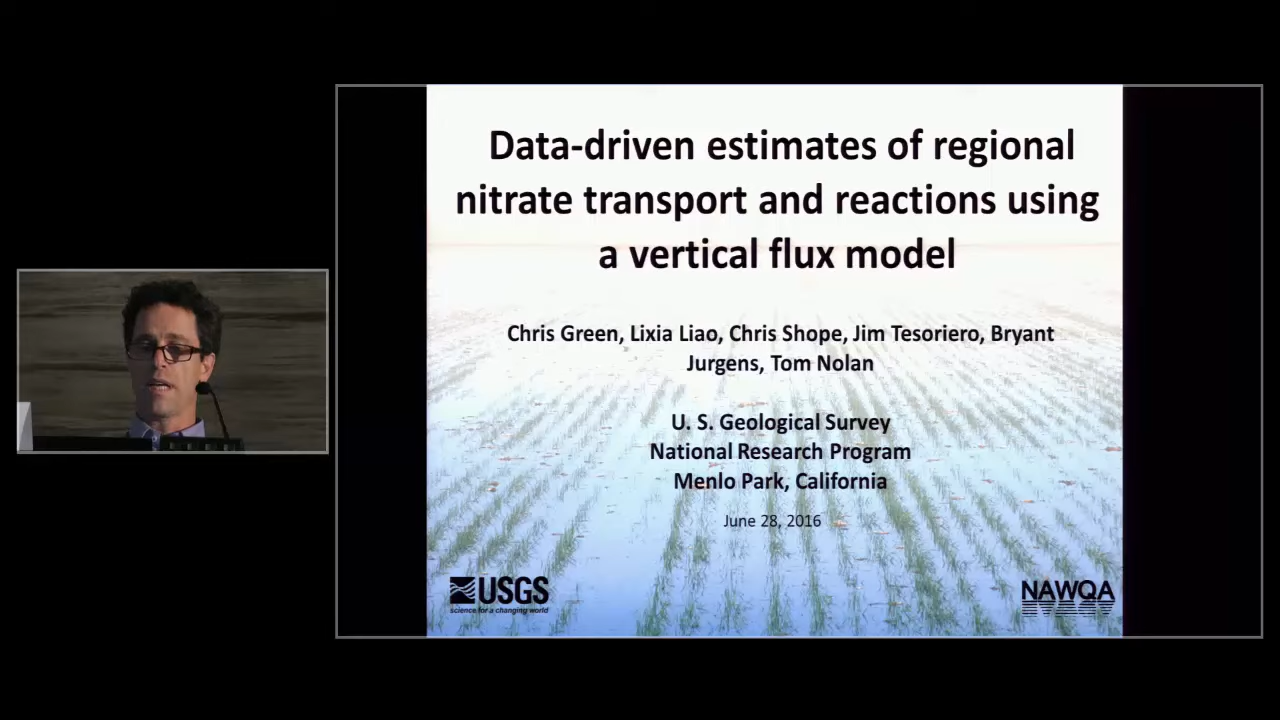 Data-driven estimates of regional
nitrate transport and reactions using
a vertical flux model
Chris Green, Lixia Liao, Chris Shope, Jim Tesoriero, Bryant
Jurgens, Tom Nolan
U. S. Geological Survey
National Research Program
Menlo Park, California
June 28, 2016
USGS
science for a changing world
NAWQA